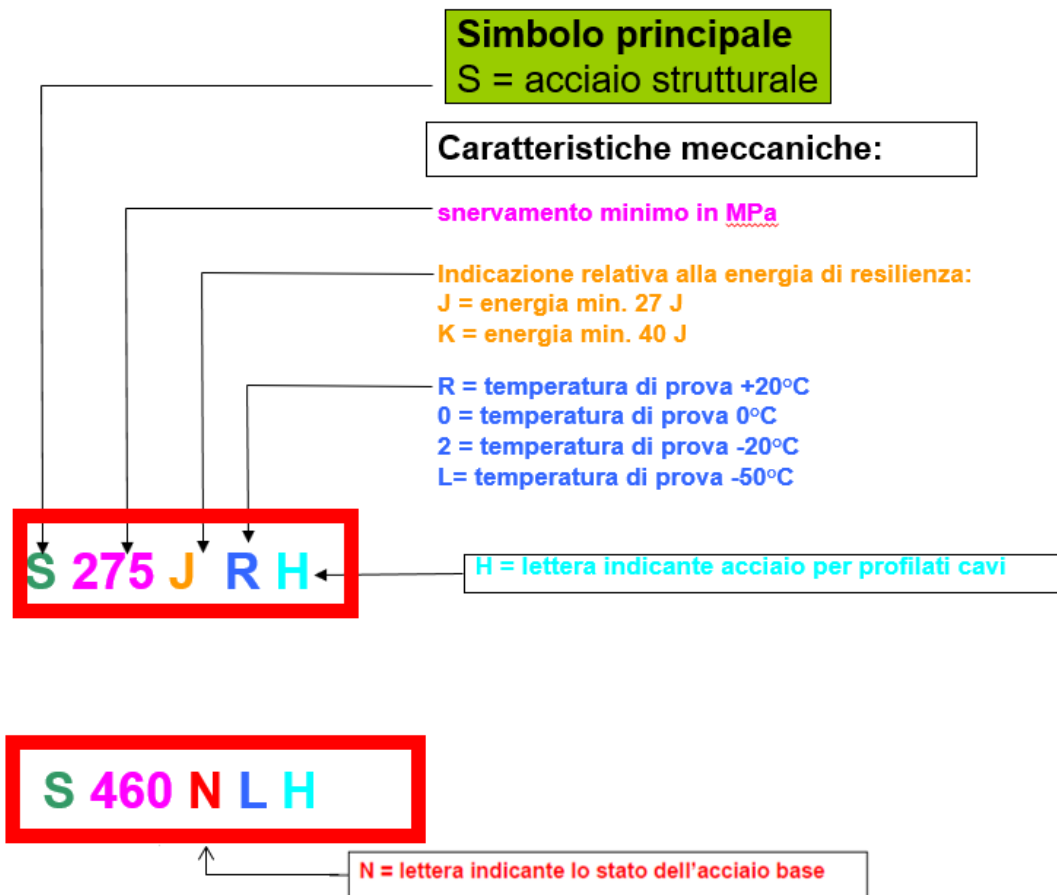 Simbolo principale
S = acciaio strutturale
Caratteristiche meccaniche:
snervamento minimo in MPa
Indicazione relativa alla energia di resilienza:
J = energia min. 27 J
K = energia min. 40 J
R = temperatura di prova +20°C
0 = temperatura di prova 0°C
2 = temperatura di prova -20°C
L= temperatura di prova -50°C
S 275 J R H
H = lettera indicante acciaio per profilati cavi
S 460 N L H
N = lettera indicante lo stato dell'acciaio base